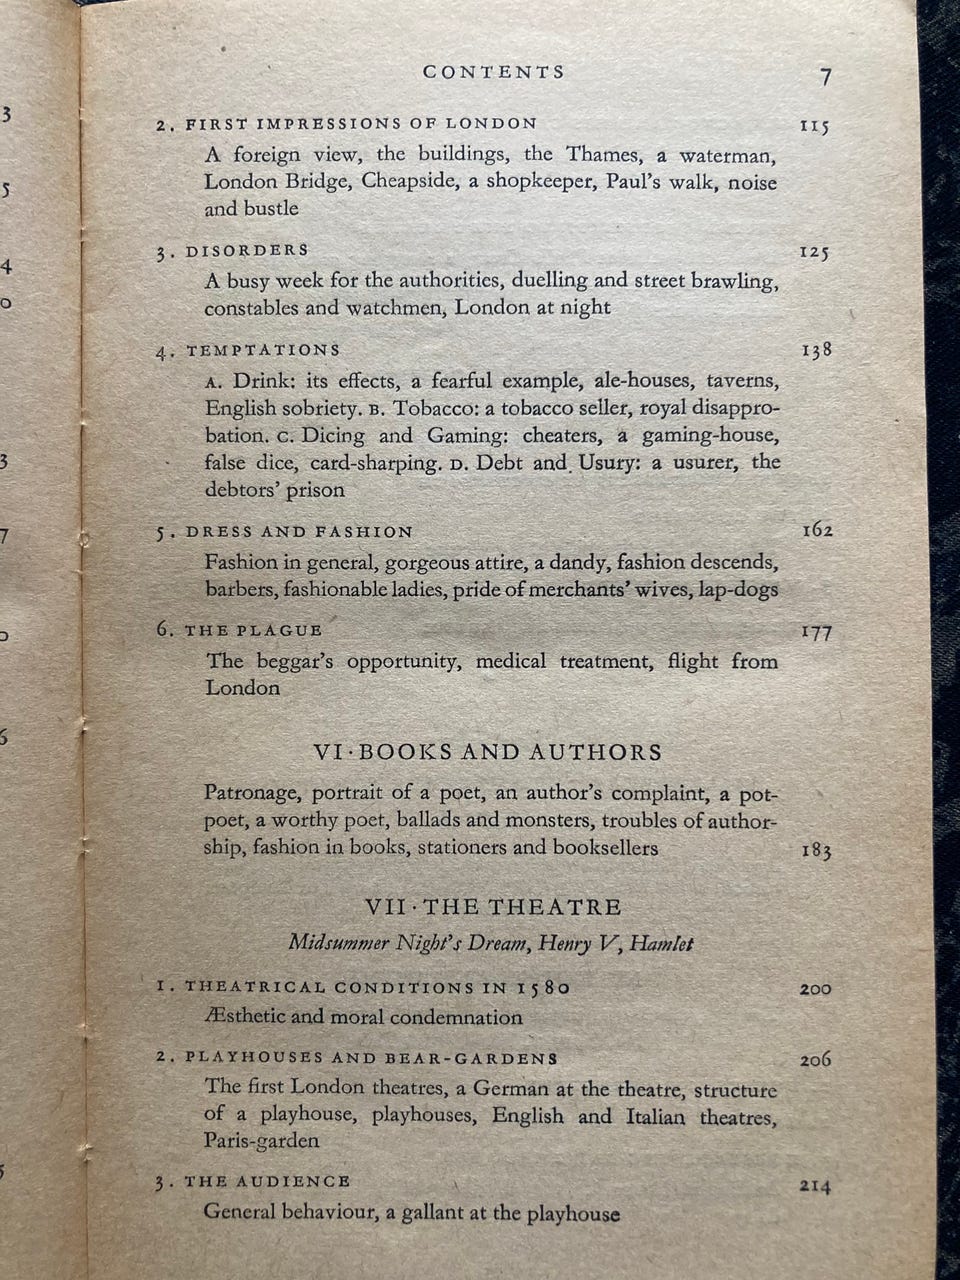 CONTENTS 7
2. FIRST IMPRESSIONS OF LONDON 115
A foreign view, the buildings, the Thames, a waterman,
London Bridge, Cheapside, a shopkeeper, Paul's walk, noise
and bustle
3. DISORDERS 125
A busy week for the authorities, duelling and street brawling,
constables and watchmen, London at night
4. TEMPTATIONS 138
A. Drink: its effects, a fearful example, ale-houses, taverns,
English sobriety. B. Tobacco: a tobacco seller, royal disappro-
bation. C. Dicing and Gaming: cheaters, a gaming-house,
false dice, card-sharping. D. Debt and Usury: a usurer, the
debtors' prison
5. DRESS AND FASHION 162
Fashion in general, gorgeous attire, a dandy, fashion descends,
barbers, fashionable ladies, pride of merchants' wives, lap-dogs
6. THE PLAGUE 177
The beggar's opportunity, medical treatment, flight from
London
VI·BOOKS AND AUTHORS
Patronage, portrait of a poet, an author's complaint, a pot-
poet, a worthy poet, ballads and monsters, troubles of author-
ship, fashion in books, stationers and booksellers 183
VII·THE THEATRE
Midsummer Night's Dream, Henry V, Hamlet
1. THEATRICAL CONDITIONS IN 1580 200
Æsthetic and moral condemnation
2. PLAYHOUSES AND BEAR-GARDENS 206
The first London theatres, a German at the theatre, structure
of a playhouse, playhouses, English and Italian theatres,
Paris-garden
3. THE AUDIENCE 214
General behaviour, a gallant at the playhouse